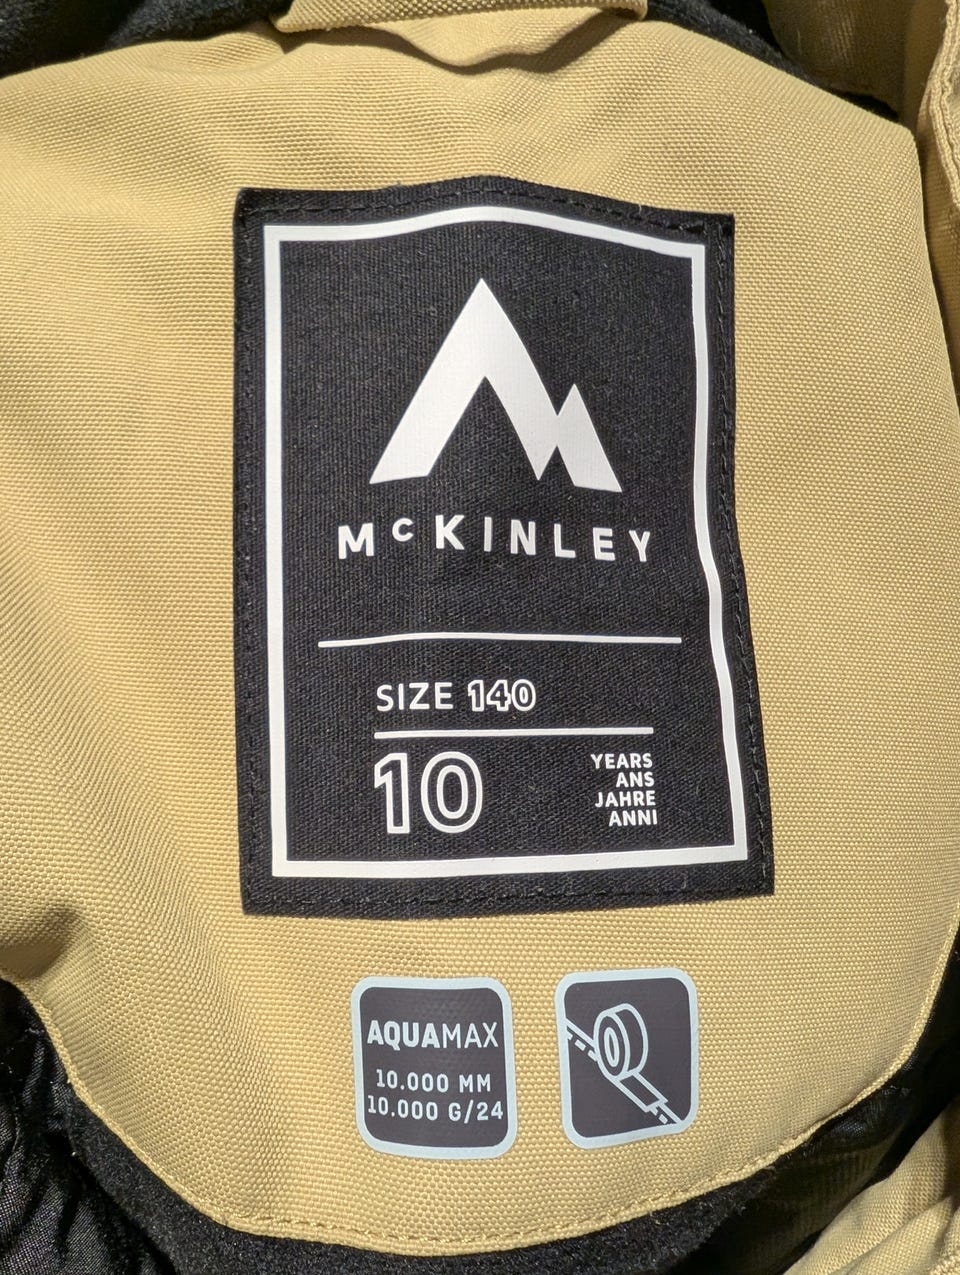 McKINLEY
SIZE 140
10
YEARS
ANS
JAHRE
ANNI
AQUAMAX
10.000 MM
10.000 G/24